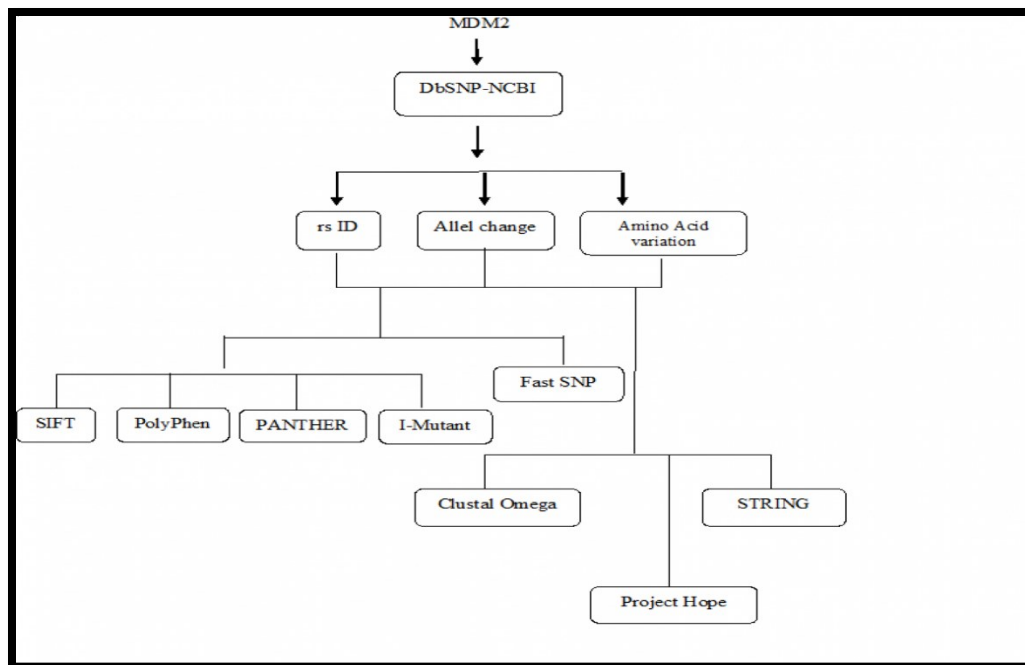 MDM2
DbSNP-NCBI
rs ID
Allel change
Amino Acid
variation
Fast SNP
SIFT
PolyPhen
PANTHER
I-Mutant
Clustal Omega
STRING
Project Hope